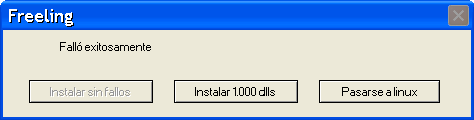 Freeling
Falló exitosamente
Instalar sin fallos Instalar 1.000 dlls Pasarse a linux